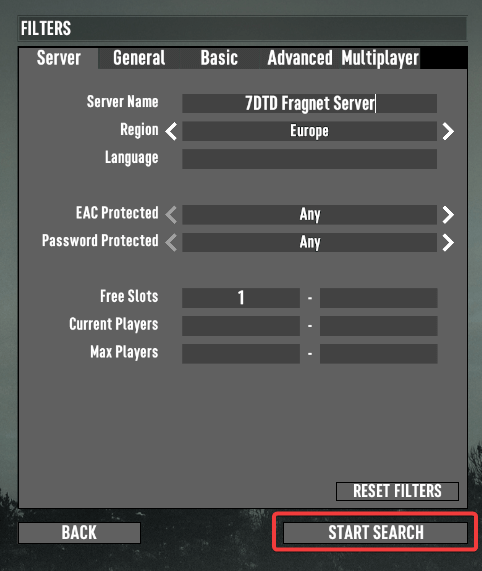 FILTERS
Server General Basic Advanced Multiplayer
Server Name 7DTD Fragnet Server
Region Europe
Language
EAC Protected Any
Password Protected Any
Free Slots 1 -
Current Players -
Max Players -
RESET FILTERS
BACK START SEARCH